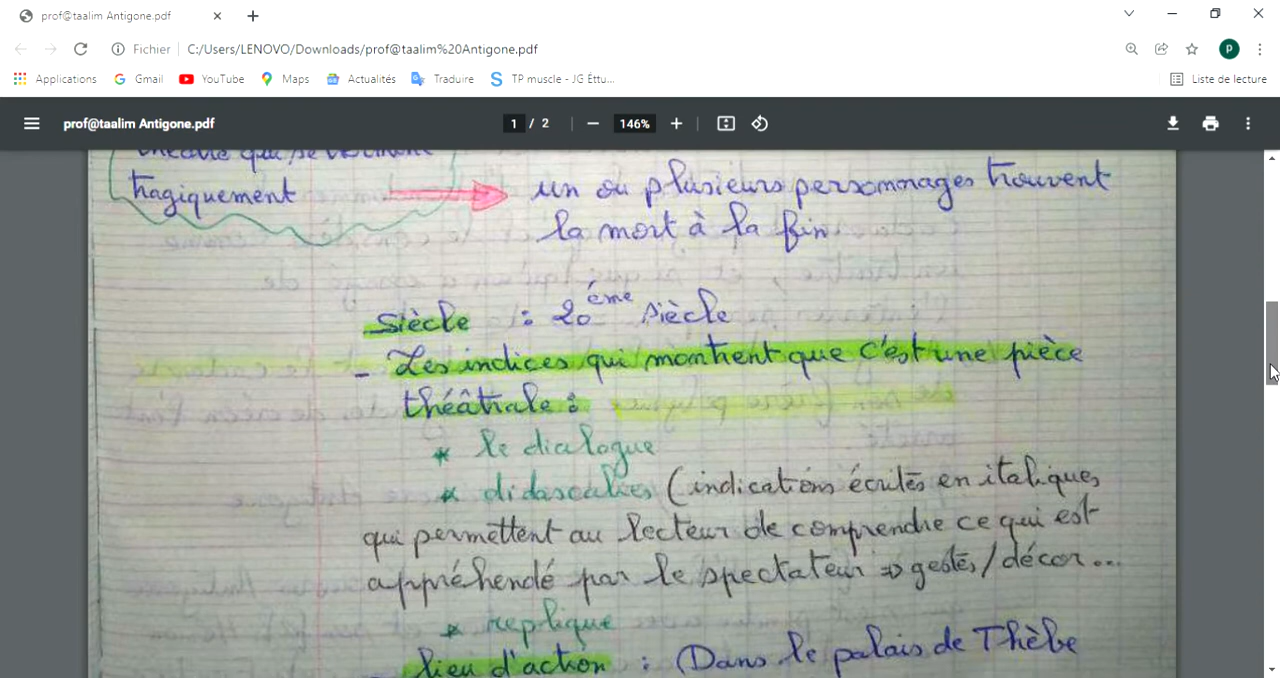 prof@taalim Antigone.pdf
Fichier C:/Users/LENOVO/Downloads/prof@taalim%20Antigone.pdf
P
Applications Gmail YouTube Maps Actualités Traduire TP muscle - JG Éttu... Liste de lecture
prof@taalim Antigone.pdf 1 / 2 146%
tragiquement
un ou plusieurs personnages trouvent
la mort à la fin
siècle : 20ème siècle
- Les indices qui montrent que c'est une pièce
théâtrale :
* le dialogue
* didascalies (indications écrites en italiques
qui permettent au lecteur de comprendre ce qui est
appréhendé par le spectateur => gestes/décor...
* replique
- lieu d'action : (Dans le palais de Thèbe